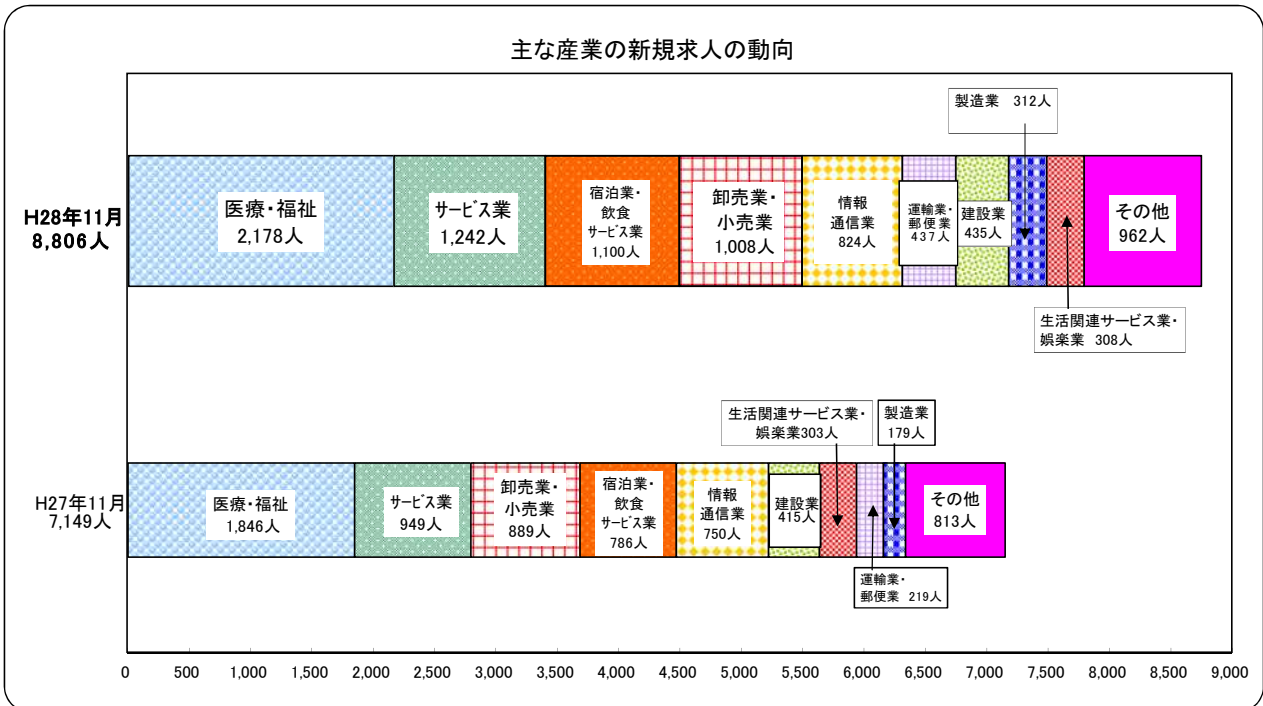 主な産業の新規求人の動向
製造業　312人
H28年11月
8,806人
医療・福祉
2,178人
ｻｰﾋﾞｽ業
1,242人
宿泊業・
飲食
ｻｰﾋﾞｽ業
1,100人
卸売業・
小売業
1,008人
情報
通信業
824人
運輸業・
郵便業
437人
建設業
435人
その他
962人
生活関連サービス業・
娯楽業 308人
生活関連サービス業・
娯楽業303人
製造業
179人
H27年11月
7,149人
医療・福祉
1,846人
ｻｰﾋﾞｽ業
949人
卸売業・
小売業
889人
宿泊業・
飲食
ｻｰﾋﾞｽ業
786人
情報
通信業
750人
建設業
415人
その他
813人
運輸業・
郵便業　219人
0 500 1,000 1,500 2,000 2,500 3,000 3,500 4,000 4,500 5,000 5,500 6,000 6,500 7,000 7,500 8,000 8,500 9,000